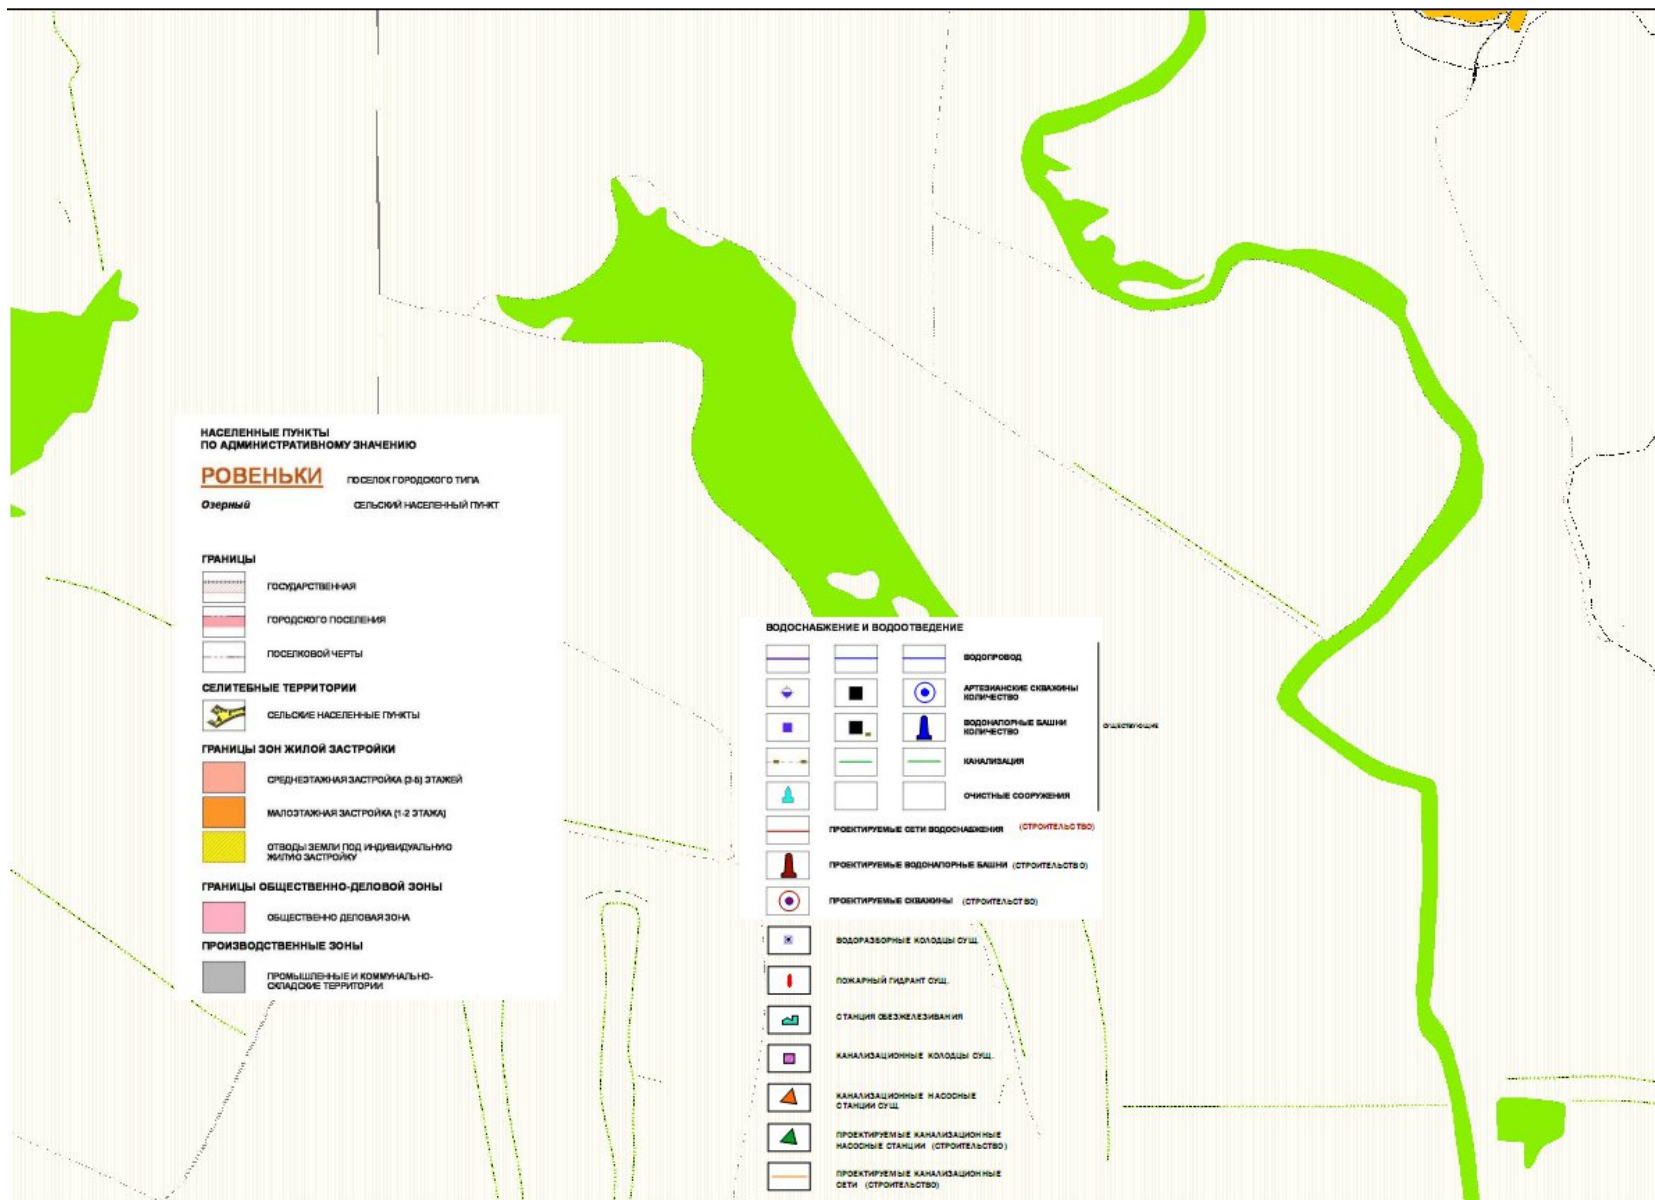 НАСЕЛЕННЫЕ ПУНКТЫ
ПО АДМИНИСТРАТИВНОМУ ЗНАЧЕНИЮ
РОВЕНЬКИ ПОСЕЛОК ГОРОДСКОГО ТИПА
Озерный СЕЛЬСКИЙ НАСЕЛЕННЫЙ ПУНКТ
ГРАНИЦЫ
ГОСУДАРСТВЕННАЯ
ГОРОДСКОГО ПОСЕЛЕНИЯ
ПОСЕЛКОВОЙ ЧЕРТЫ
СЕЛИТЕБНЫЕ ТЕРРИТОРИИ
СЕЛЬСКИЕ НАСЕЛЕННЫЕ ПУНКТЫ
ГРАНИЦЫ ЗОН ЖИЛОЙ ЗАСТРОЙКИ
СРЕДНЕЭТАЖНАЯ ЗАСТРОЙКА (3-5) ЭТАЖЕЙ
МАЛОЭТАЖНАЯ ЗАСТРОЙКА (1-2 ЭТАЖА)
ОТВОДЫ ЗЕМЛИ ПОД ИНДИВИДУАЛЬНУЮ
ЖИЛУЮ ЗАСТРОЙКУ
ГРАНИЦЫ ОБЩЕСТВЕННО-ДЕЛОВОЙ ЗОНЫ
ОБЩЕСТВЕННО ДЕЛОВАЯ ЗОНА
ПРОИЗВОДСТВЕННЫЕ ЗОНЫ
ПРОМЫШЛЕННЫЕ И КОММУНАЛЬНО-
СКЛАДСКИЕ ТЕРРИТОРИИ
ВОДОСНАБЖЕНИЕ И ВОДООТВЕДЕНИЕ
ВОДОПРОВОД
АРТЕЗИАНСКИЕ СКВАЖИНЫ
КОЛИЧЕСТВО
ВОДОНАПОРНЫЕ БАШНИ
КОЛИЧЕСТВО
СУЩЕСТВУЮЩИЕ
КАНАЛИЗАЦИЯ
ОЧИСТНЫЕ СООРУЖЕНИЯ
ПРОЕКТИРУЕМЫЕ СЕТИ ВОДОСНАБЖЕНИЯ (СТРОИТЕЛЬСТВО)
ПРОЕКТИРУЕМЫЕ ВОДОНАПОРНЫЕ БАШНИ (СТРОИТЕЛЬСТВО)
ПРОЕКТИРУЕМЫЕ СКВАЖИНЫ (СТРОИТЕЛЬСТВО)
ВОДОРАЗБОРНЫЕ КОЛОДЦЫ СУЩ.
ПОЖАРНЫЙ ГИДРАНТ СУЩ.
СТАНЦИЯ ОБЕЗЖЕЛЕЗИВАНИЯ
КАНАЛИЗАЦИОННЫЕ КОЛОДЦЫ СУЩ.
КАНАЛИЗАЦИОННЫЕ НАСОСНЫЕ
СТАНЦИИ СУЩ.
ПРОЕКТИРУЕМЫЕ КАНАЛИЗАЦИОННЫЕ
НАСОСНЫЕ СТАНЦИИ (СТРОИТЕЛЬСТВО)
ПРОЕКТИРУЕМЫЕ КАНАЛИЗАЦИОННЫЕ
СЕТИ (СТРОИТЕЛЬСТВО)